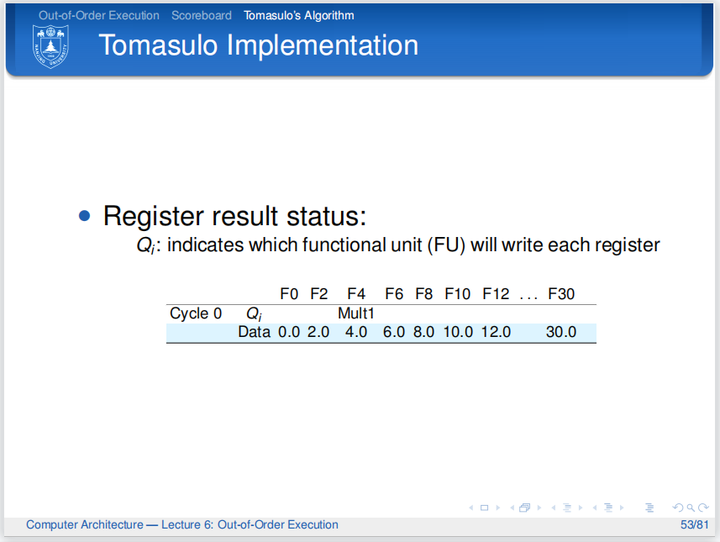 Out-of-Order Execution Scoreboard Tomasulo's Algorithm
Tomasulo Implementation
Register result status:
Qi: indicates which functional unit (FU) will write each register
F0 F2 F4 F6 F8 F10 F12 ... F30
Cycle 0 Qi Mult1
Data 0.0 2.0 4.0 6.0 8.0 10.0 12.0 30.0
Computer Architecture — Lecture 6: Out-of-Order Execution 53/81